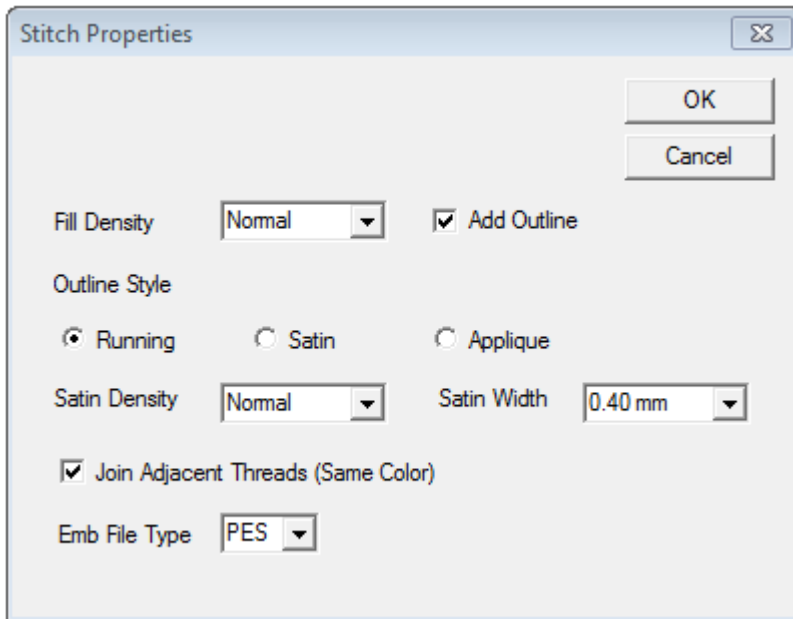 Stitch Properties
OK
Cancel
Fill Density Normal Add Outline
Outline Style
Running Satin Applique
Satin Density Normal Satin Width 0.40 mm
Join Adjacent Threads (Same Color)
Emb File Type PES